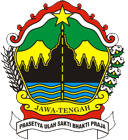 JAWA-TENGAH
PRASETYA ULAH SAKTI BHAKTI PRAJA